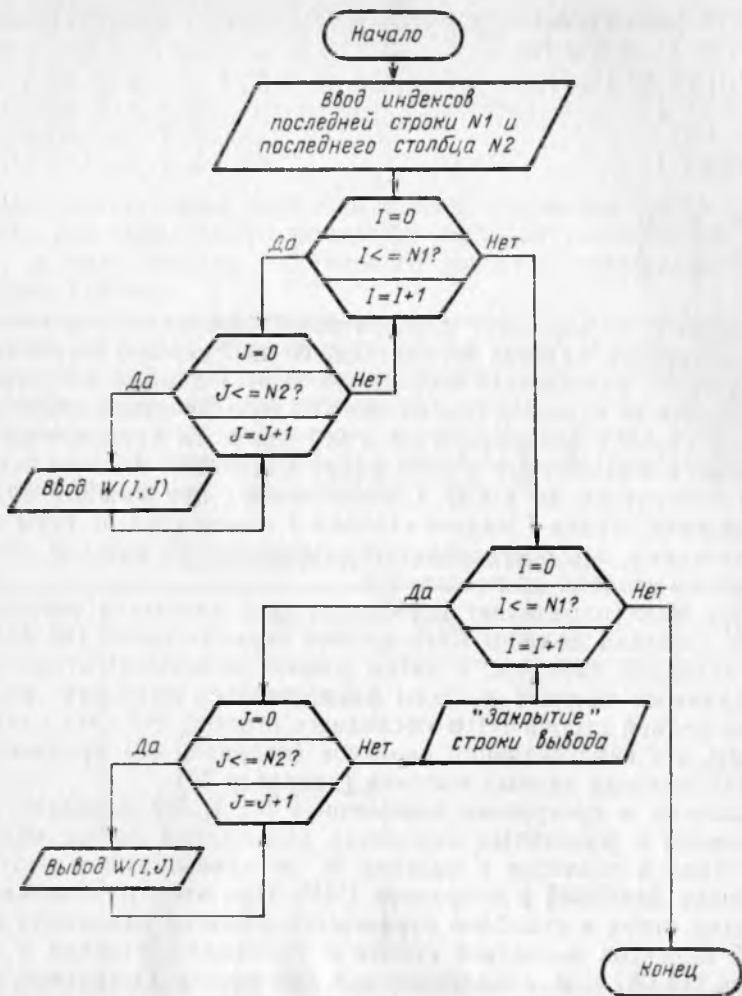 Начало
Ввод индексов
последней строки N1 и
последнего столбца N2
I=0
Да
I<=N1?
Нет
I=I+1
J=0
Да
J<=N2?
Нет
J=J+1
Ввод W(I,J)
I=0
Да
I<=N1?
Нет
I=I+1
J=0
Да
J<=N2?
Нет
J=J+1
"Закрытие"
строки вывода
Вывод W(I,J)
Конец